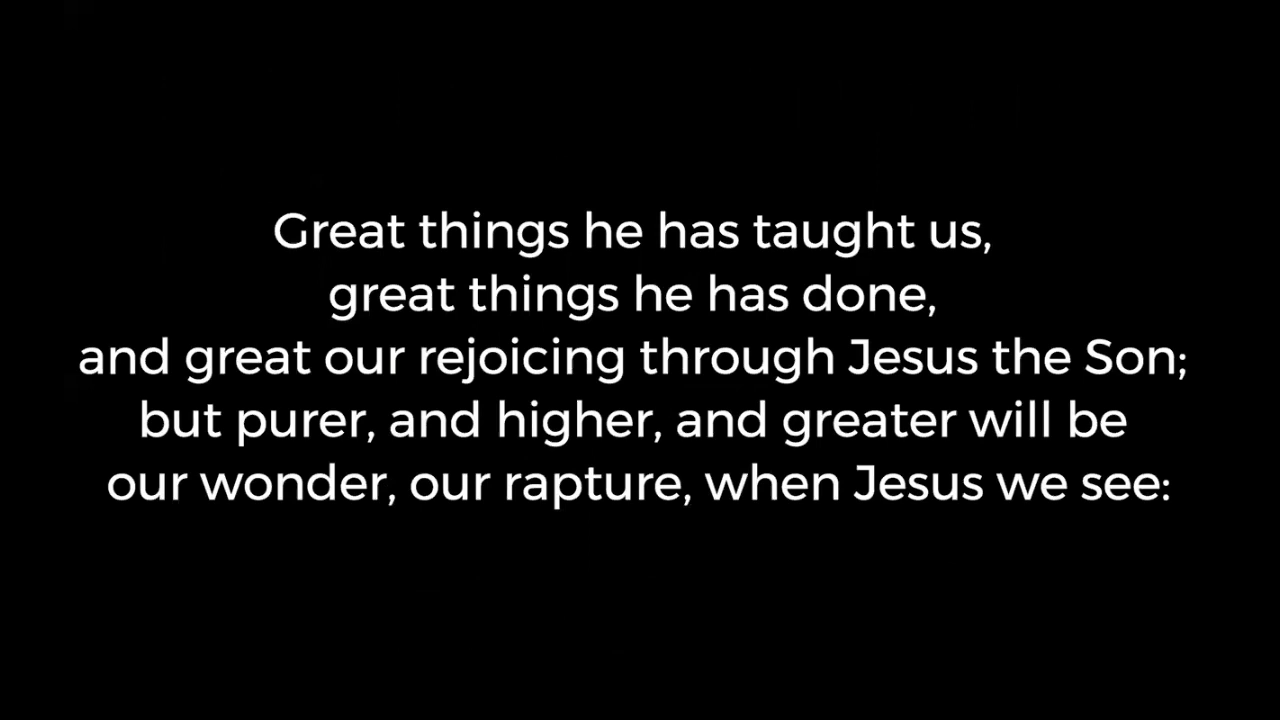 Great things he has taught us,
great things he has done,
and great our rejoicing through Jesus the Son;
but purer, and higher, and greater will be
our wonder, our rapture, when Jesus we see: